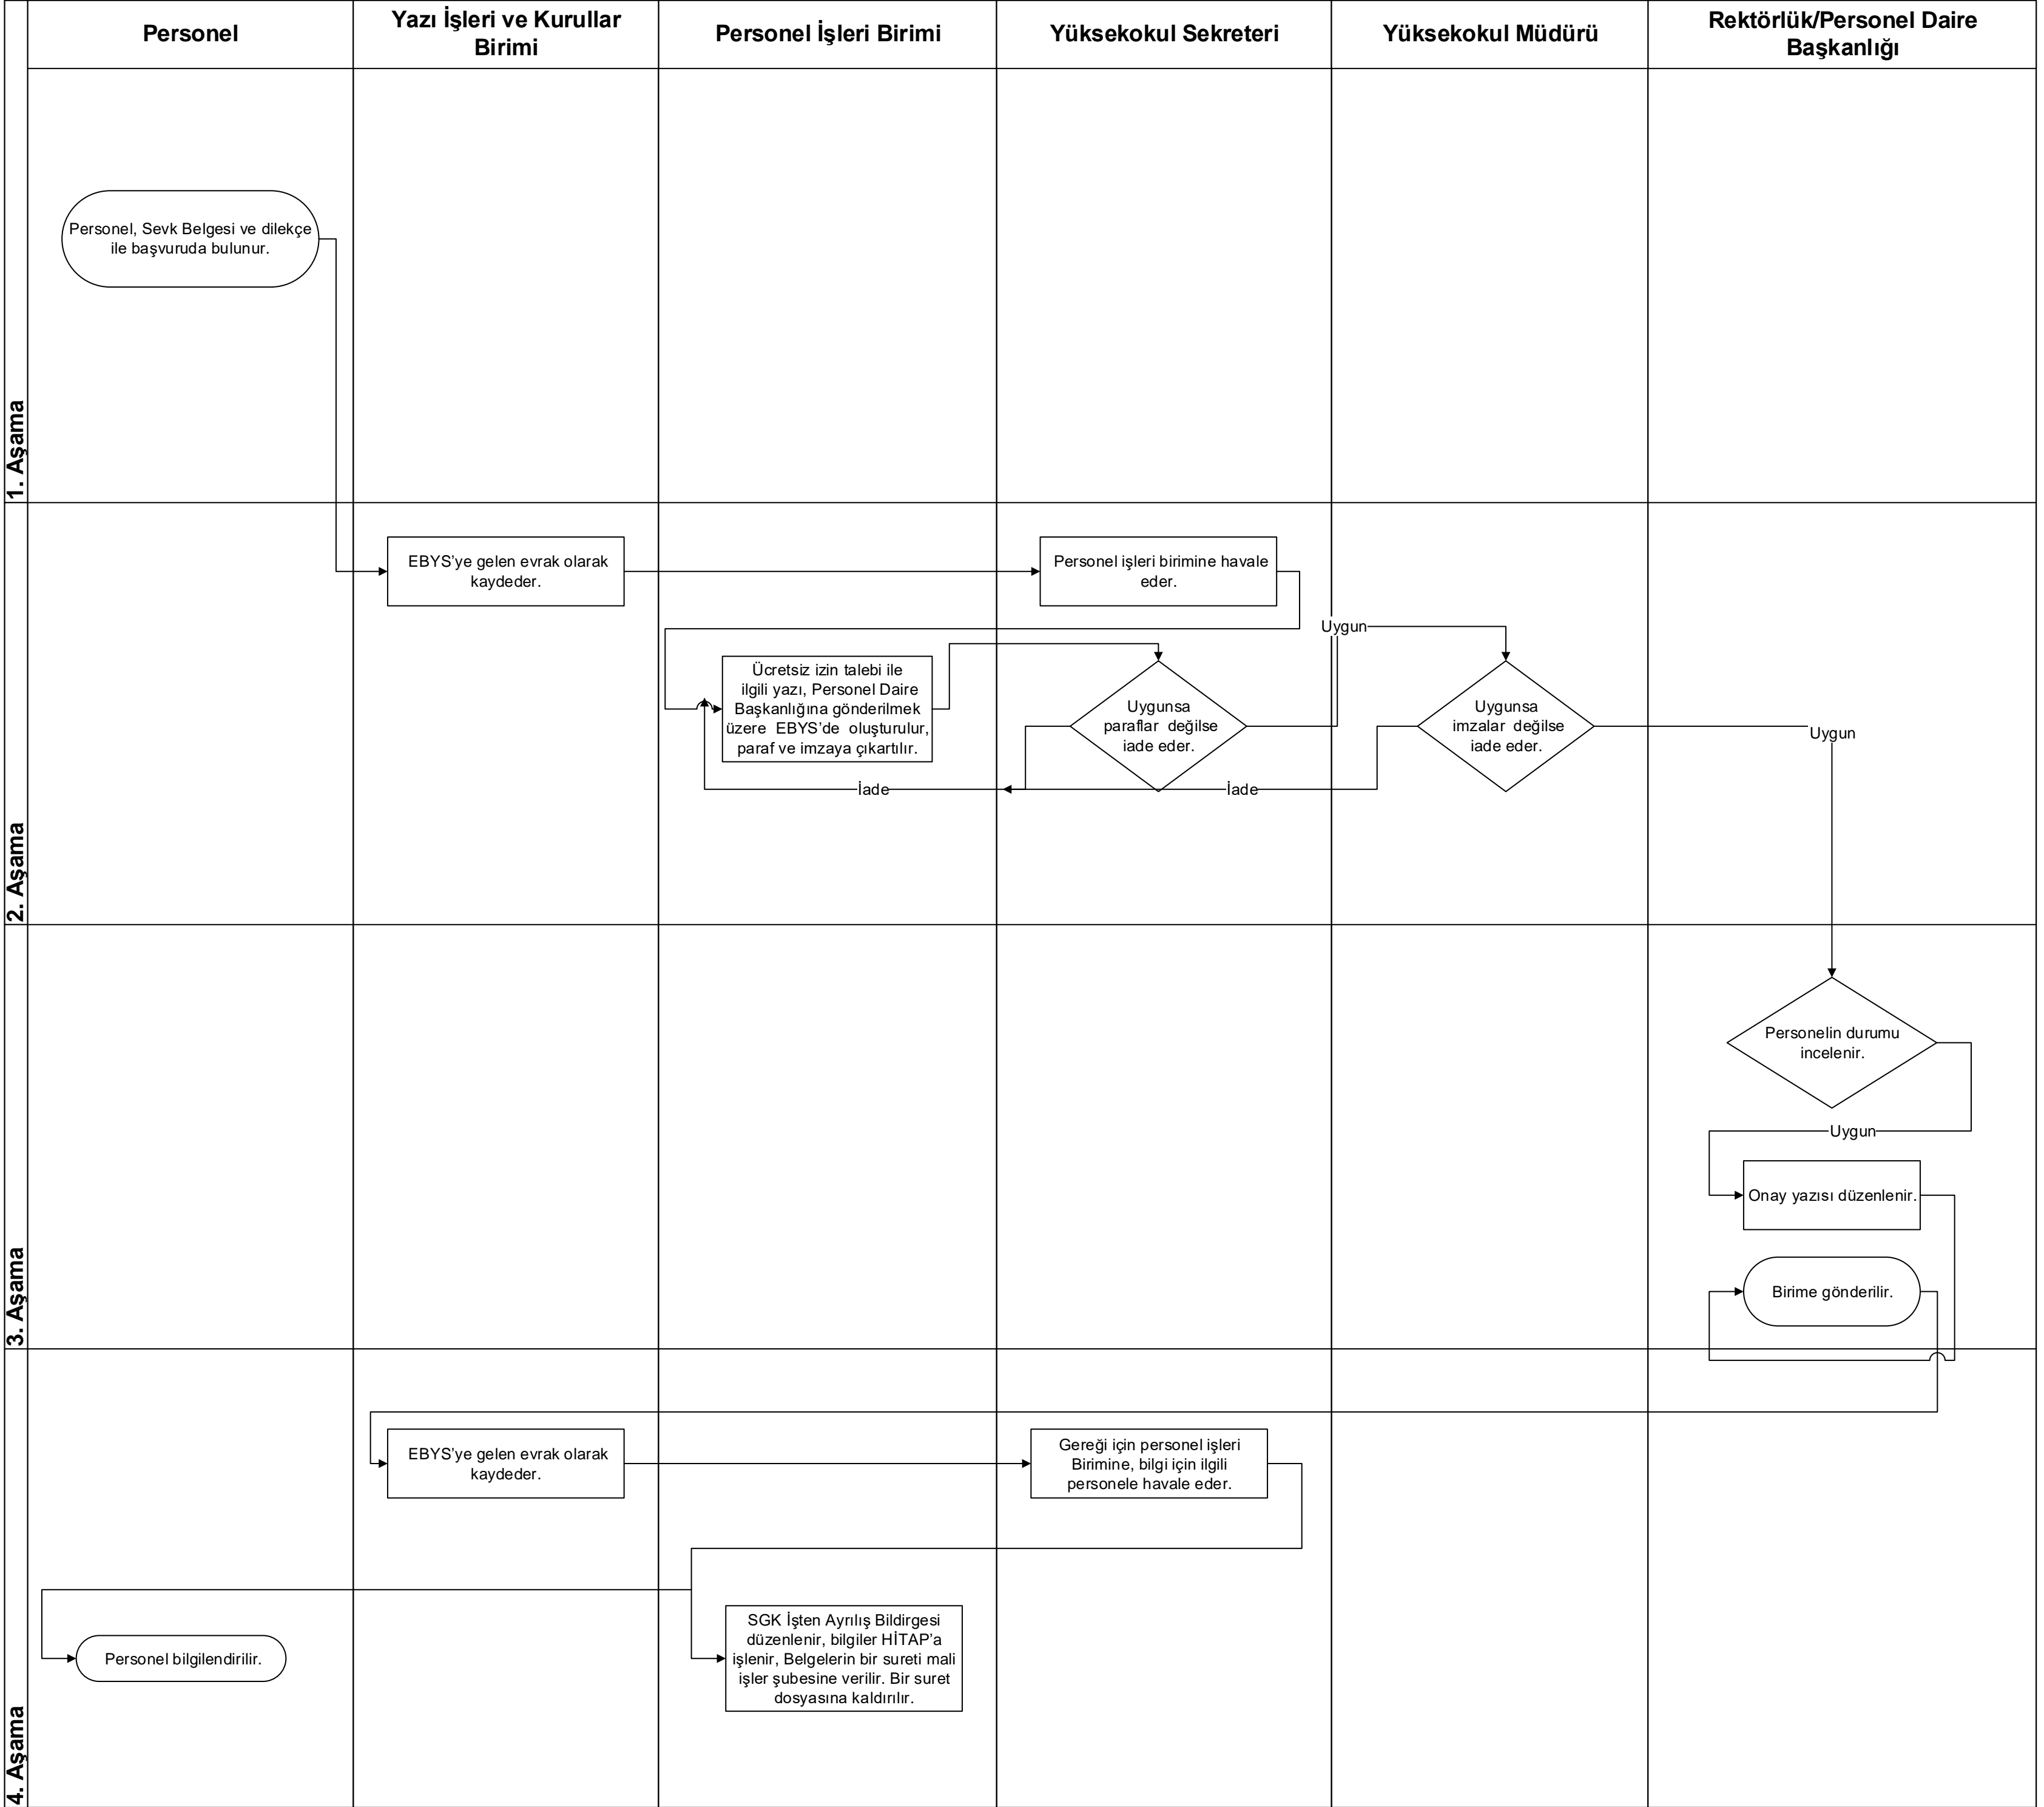 Personel
Yazı İşleri ve Kurullar
Birimi
Personel İşleri Birimi
Yüksekokul Sekreteri
Yüksekokul Müdürü
Rektörlük/Personel Daire
Başkanlığı
1. Aşama
Personel, Sevk Belgesi ve dilekçe
ile başvuruda bulunur.
2. Aşama
EBYS’ye gelen evrak olarak
kaydeder.
Personel işleri birimine havale
eder.
Ücretsiz izin talebi ile
ilgili yazı, Personel Daire
Başkanlığına gönderilmek
üzere EBYS’de oluşturulur,
paraf ve imzaya çıkartılır.
Uygunsa
paraflar değilse
iade eder.
Uygun
Uygunsa
imzalar değilse
iade eder.
Uygun
İade
İade
3. Aşama
Personelin durumu
incelenir.
Uygun
Onay yazısı düzenlenir.
Birime gönderilir.
4. Aşama
EBYS’ye gelen evrak olarak
kaydeder.
Gereği için personel işleri
Birimine, bilgi için ilgili
personele havale eder.
Personel bilgilendirilir.
SGK İşten Ayrılış Bildirgesi
düzenlenir, bilgiler HİTAP’a
işlenir, Belgelerin bir sureti mali
işler şubesine verilir. Bir suret
dosyasına kaldırılır.